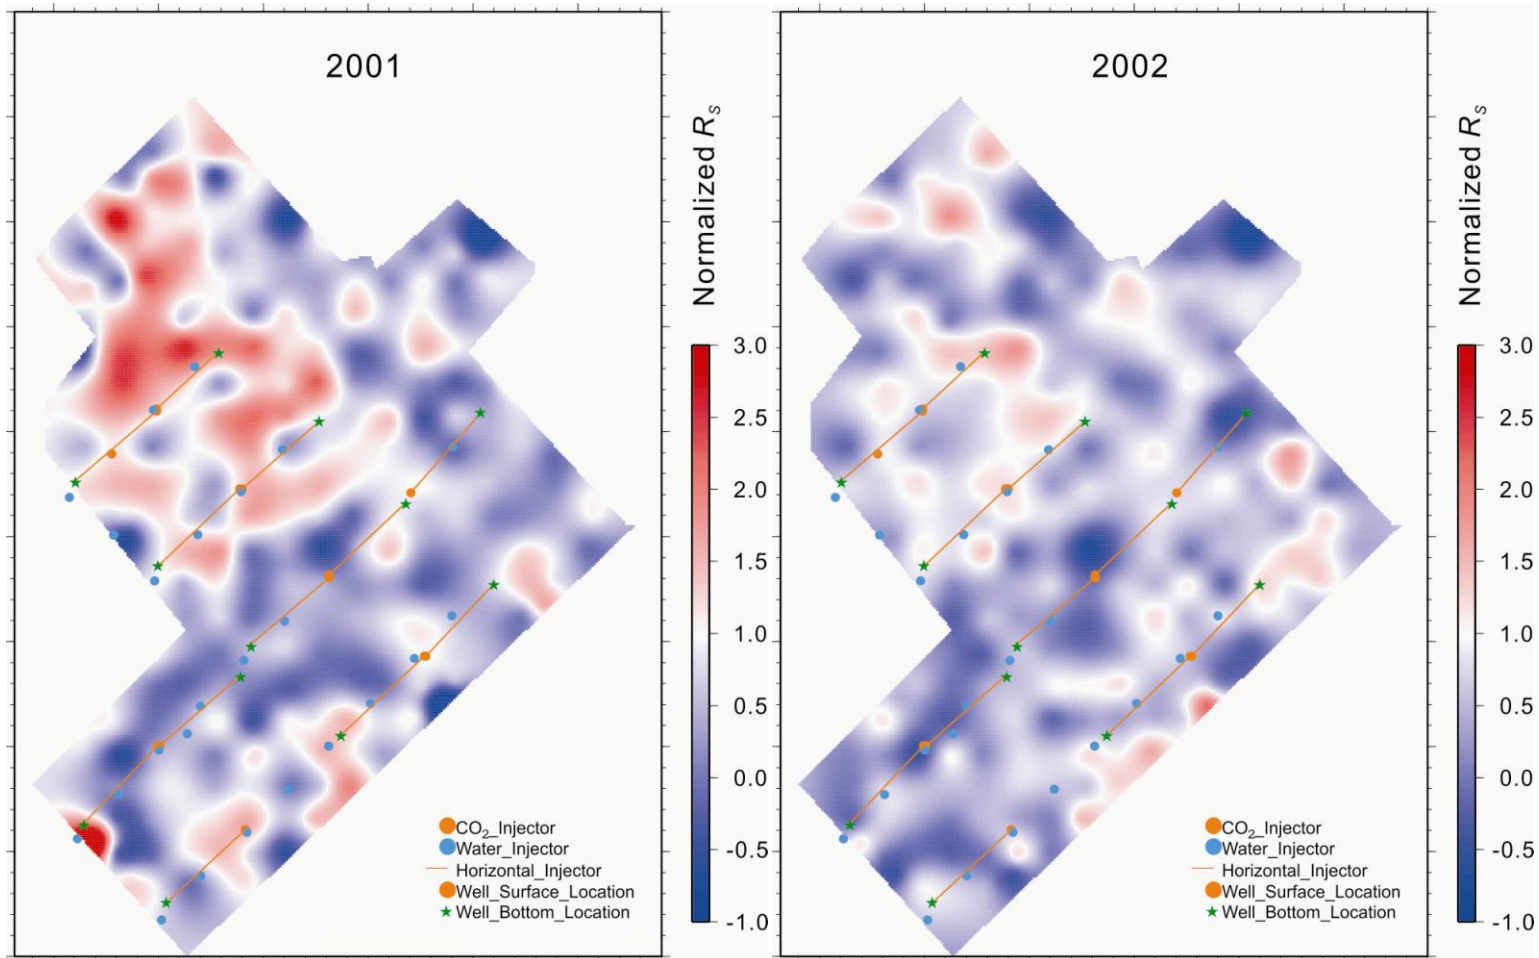 2001
Normalized Rs
3.0
2.5
2.0
1.5
1.0
0.5
0.0
-0.5
-1.0
CO2_Injector
Water_Injector
Horizontal_Injector
Well_Surface_Location
Well_Bottom_Location
2002
Normalized Rs
3.0
2.5
2.0
1.5
1.0
0.5
0.0
-0.5
-1.0
CO2_Injector
Water_Injector
Horizontal_Injector
Well_Surface_Location
Well_Bottom_Location